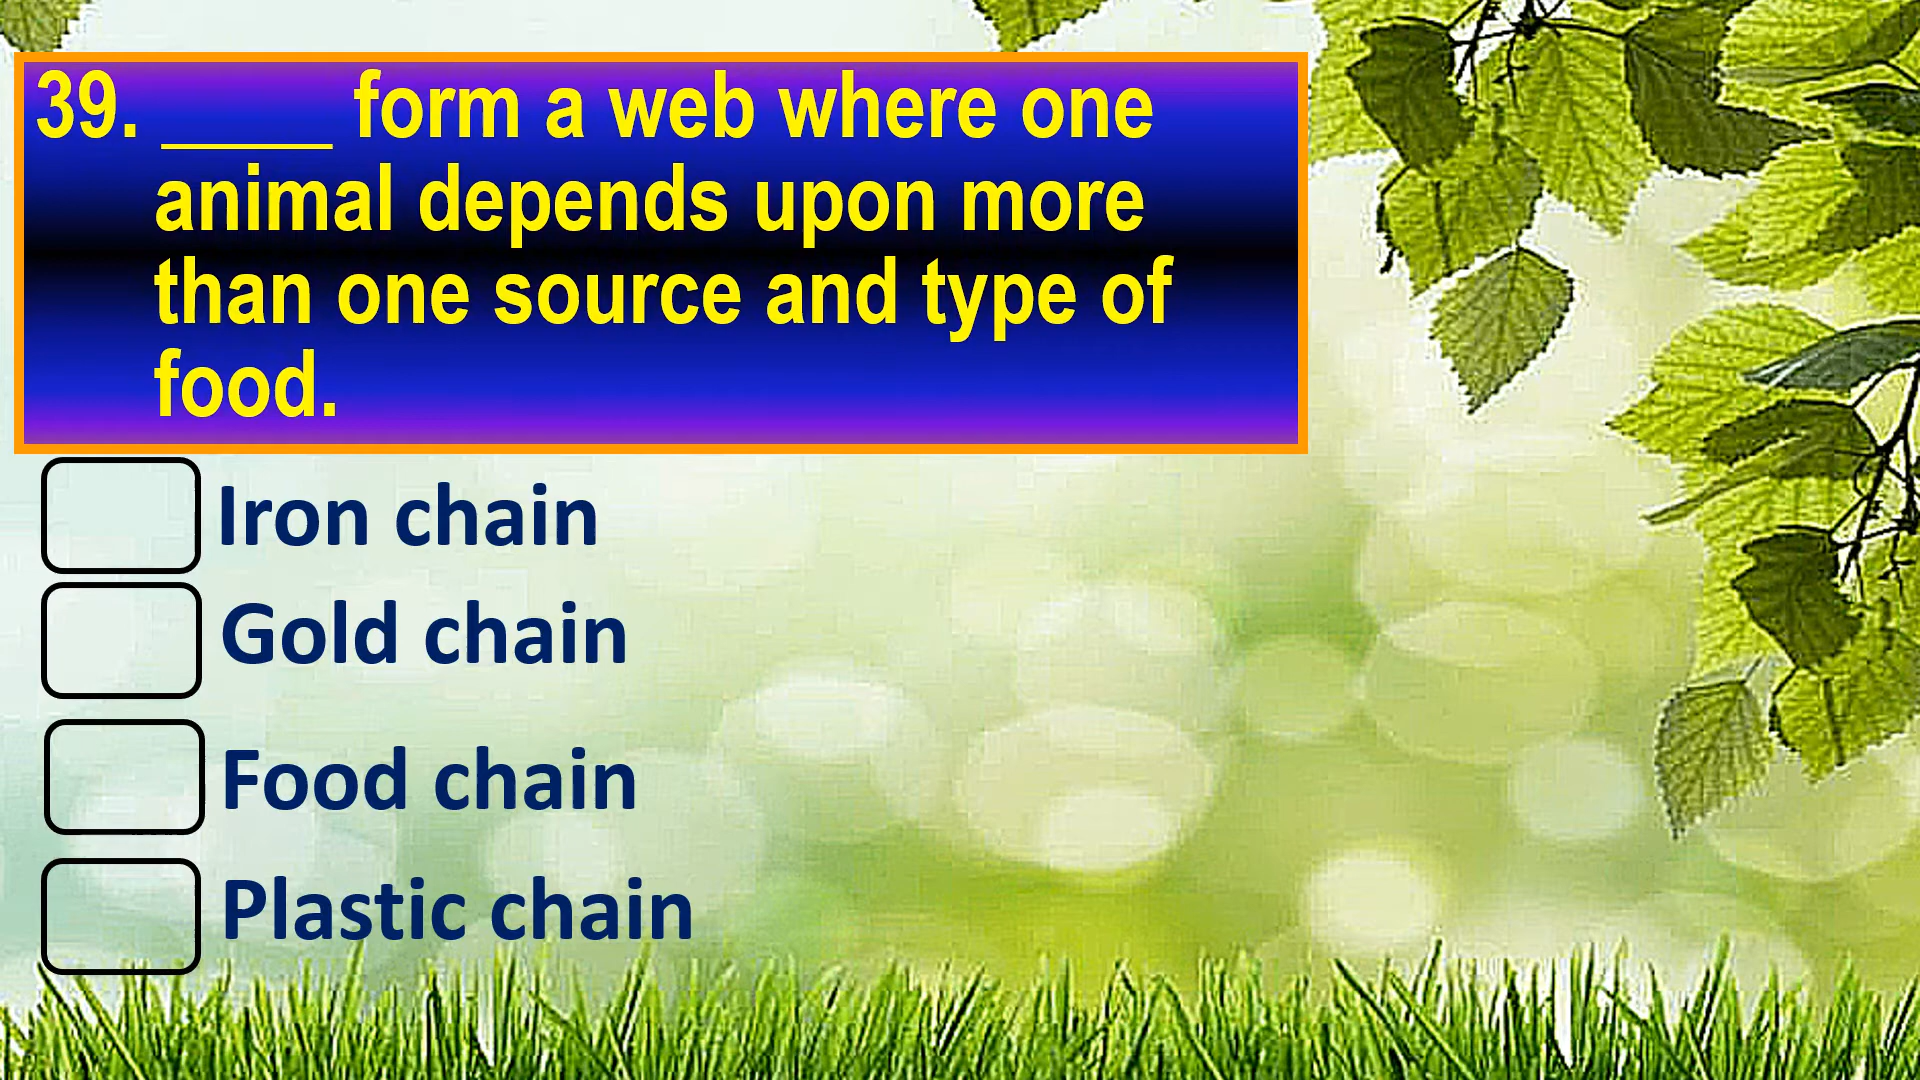 39. ____ form a web where one
animal depends upon more
than one source and type of
food.
Iron chain
Gold chain
Food chain
Plastic chain